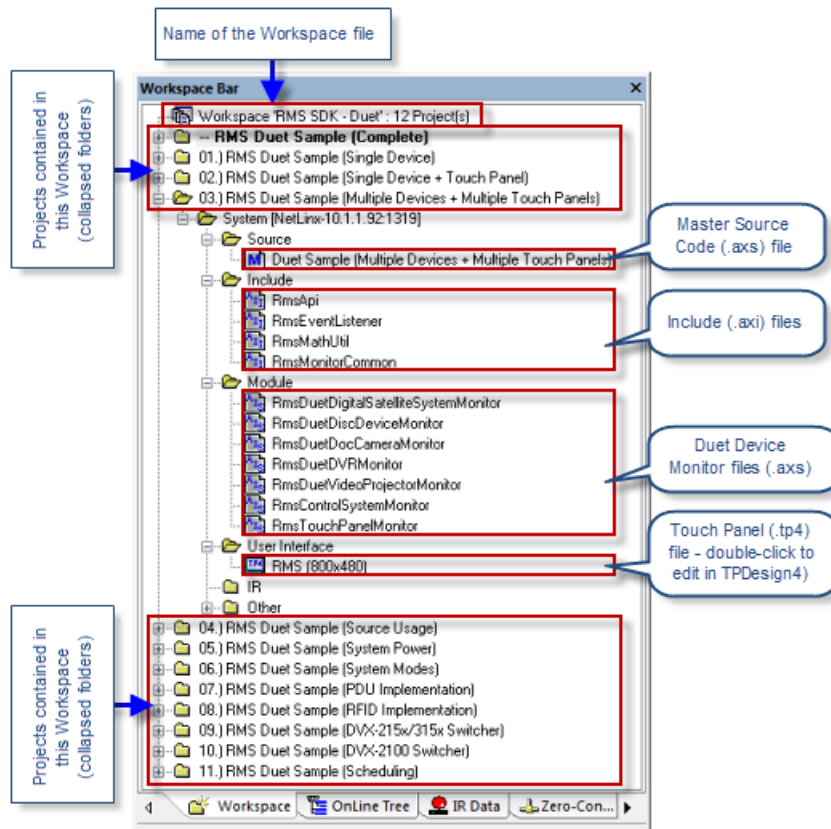 Name of the Workspace file
Projects contained in
this Workspace
(collapsed folders)
Workspace Bar
Workspace 'RMS SDK - Duet' : 12 Project(s)
-- RMS Duet Sample (Complete)
01.) RMS Duet Sample (Single Device)
02.) RMS Duet Sample (Single Device + Touch Panel)
03.) RMS Duet Sample (Multiple Devices + Multiple Touch Panels)
System [NetLinx-10.1.1.92:1319]
Source
Duet Sample (Multiple Devices + Multiple Touch Panels)
Master Source
Code (.axs) file
Include
RmsApi
RmsEventListener
RmsMathUtil
RmsMonitorCommon
Include (.axi) files
Module
RmsDuetDigitalSatelliteSystemMonitor
RmsDuetDiscDeviceMonitor
RmsDuetDocCameraMonitor
RmsDuetDVRMonitor
RmsDuetVideoProjectorMonitor
RmsControlSystemMonitor
RmsTouchPanelMonitor
Duet Device
Monitor files (.axs)
User Interface
RMS (800x480)
Touch Panel (.tp4)
file - double-click to
edit in TPDesign4)
IR
Other
Projects contained in
this Workspace
(collapsed folders)
04.) RMS Duet Sample (Source Usage)
05.) RMS Duet Sample (System Power)
06.) RMS Duet Sample (System Modes)
07.) RMS Duet Sample (PDU Implementation)
08.) RMS Duet Sample (RFID Implementation)
09.) RMS Duet Sample (DVX-215x/315x Switcher)
10.) RMS Duet Sample (DVX-2100 Switcher)
11.) RMS Duet Sample (Scheduling)
Workspace OnLine Tree IR Data Zero-Con...